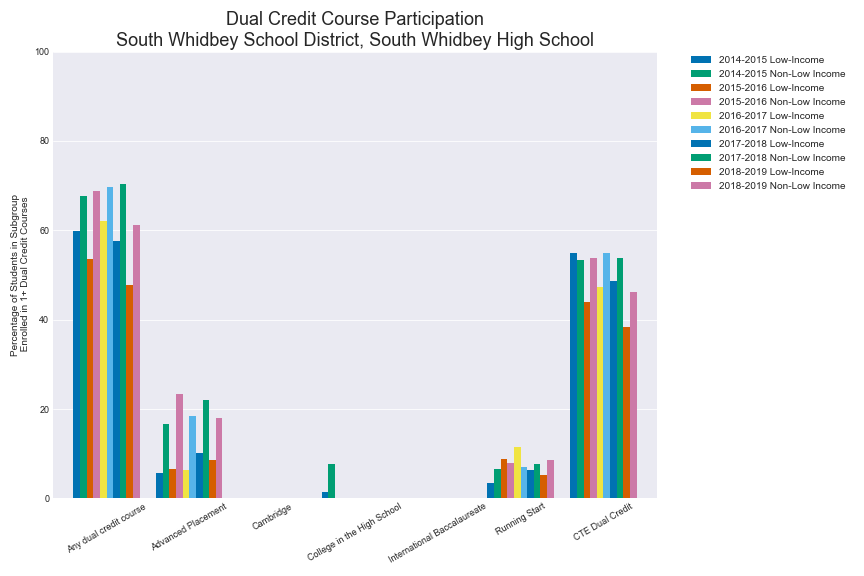 Dual Credit Course Participation
South Whidbey School District, South Whidbey High School
Percentage of Students in Subgroup
Enrolled in 1+ Dual Credit Courses
100
80
60
40
20
0
Any dual credit course
Advanced Placement
Cambridge
College in the High School
International Baccalaureate
Running Start
CTE Dual Credit
2014-2015 Low-Income
2014-2015 Non-Low Income
2015-2016 Low-Income
2015-2016 Non-Low Income
2016-2017 Low-Income
2016-2017 Non-Low Income
2017-2018 Low-Income
2017-2018 Non-Low Income
2018-2019 Low-Income
2018-2019 Non-Low Income